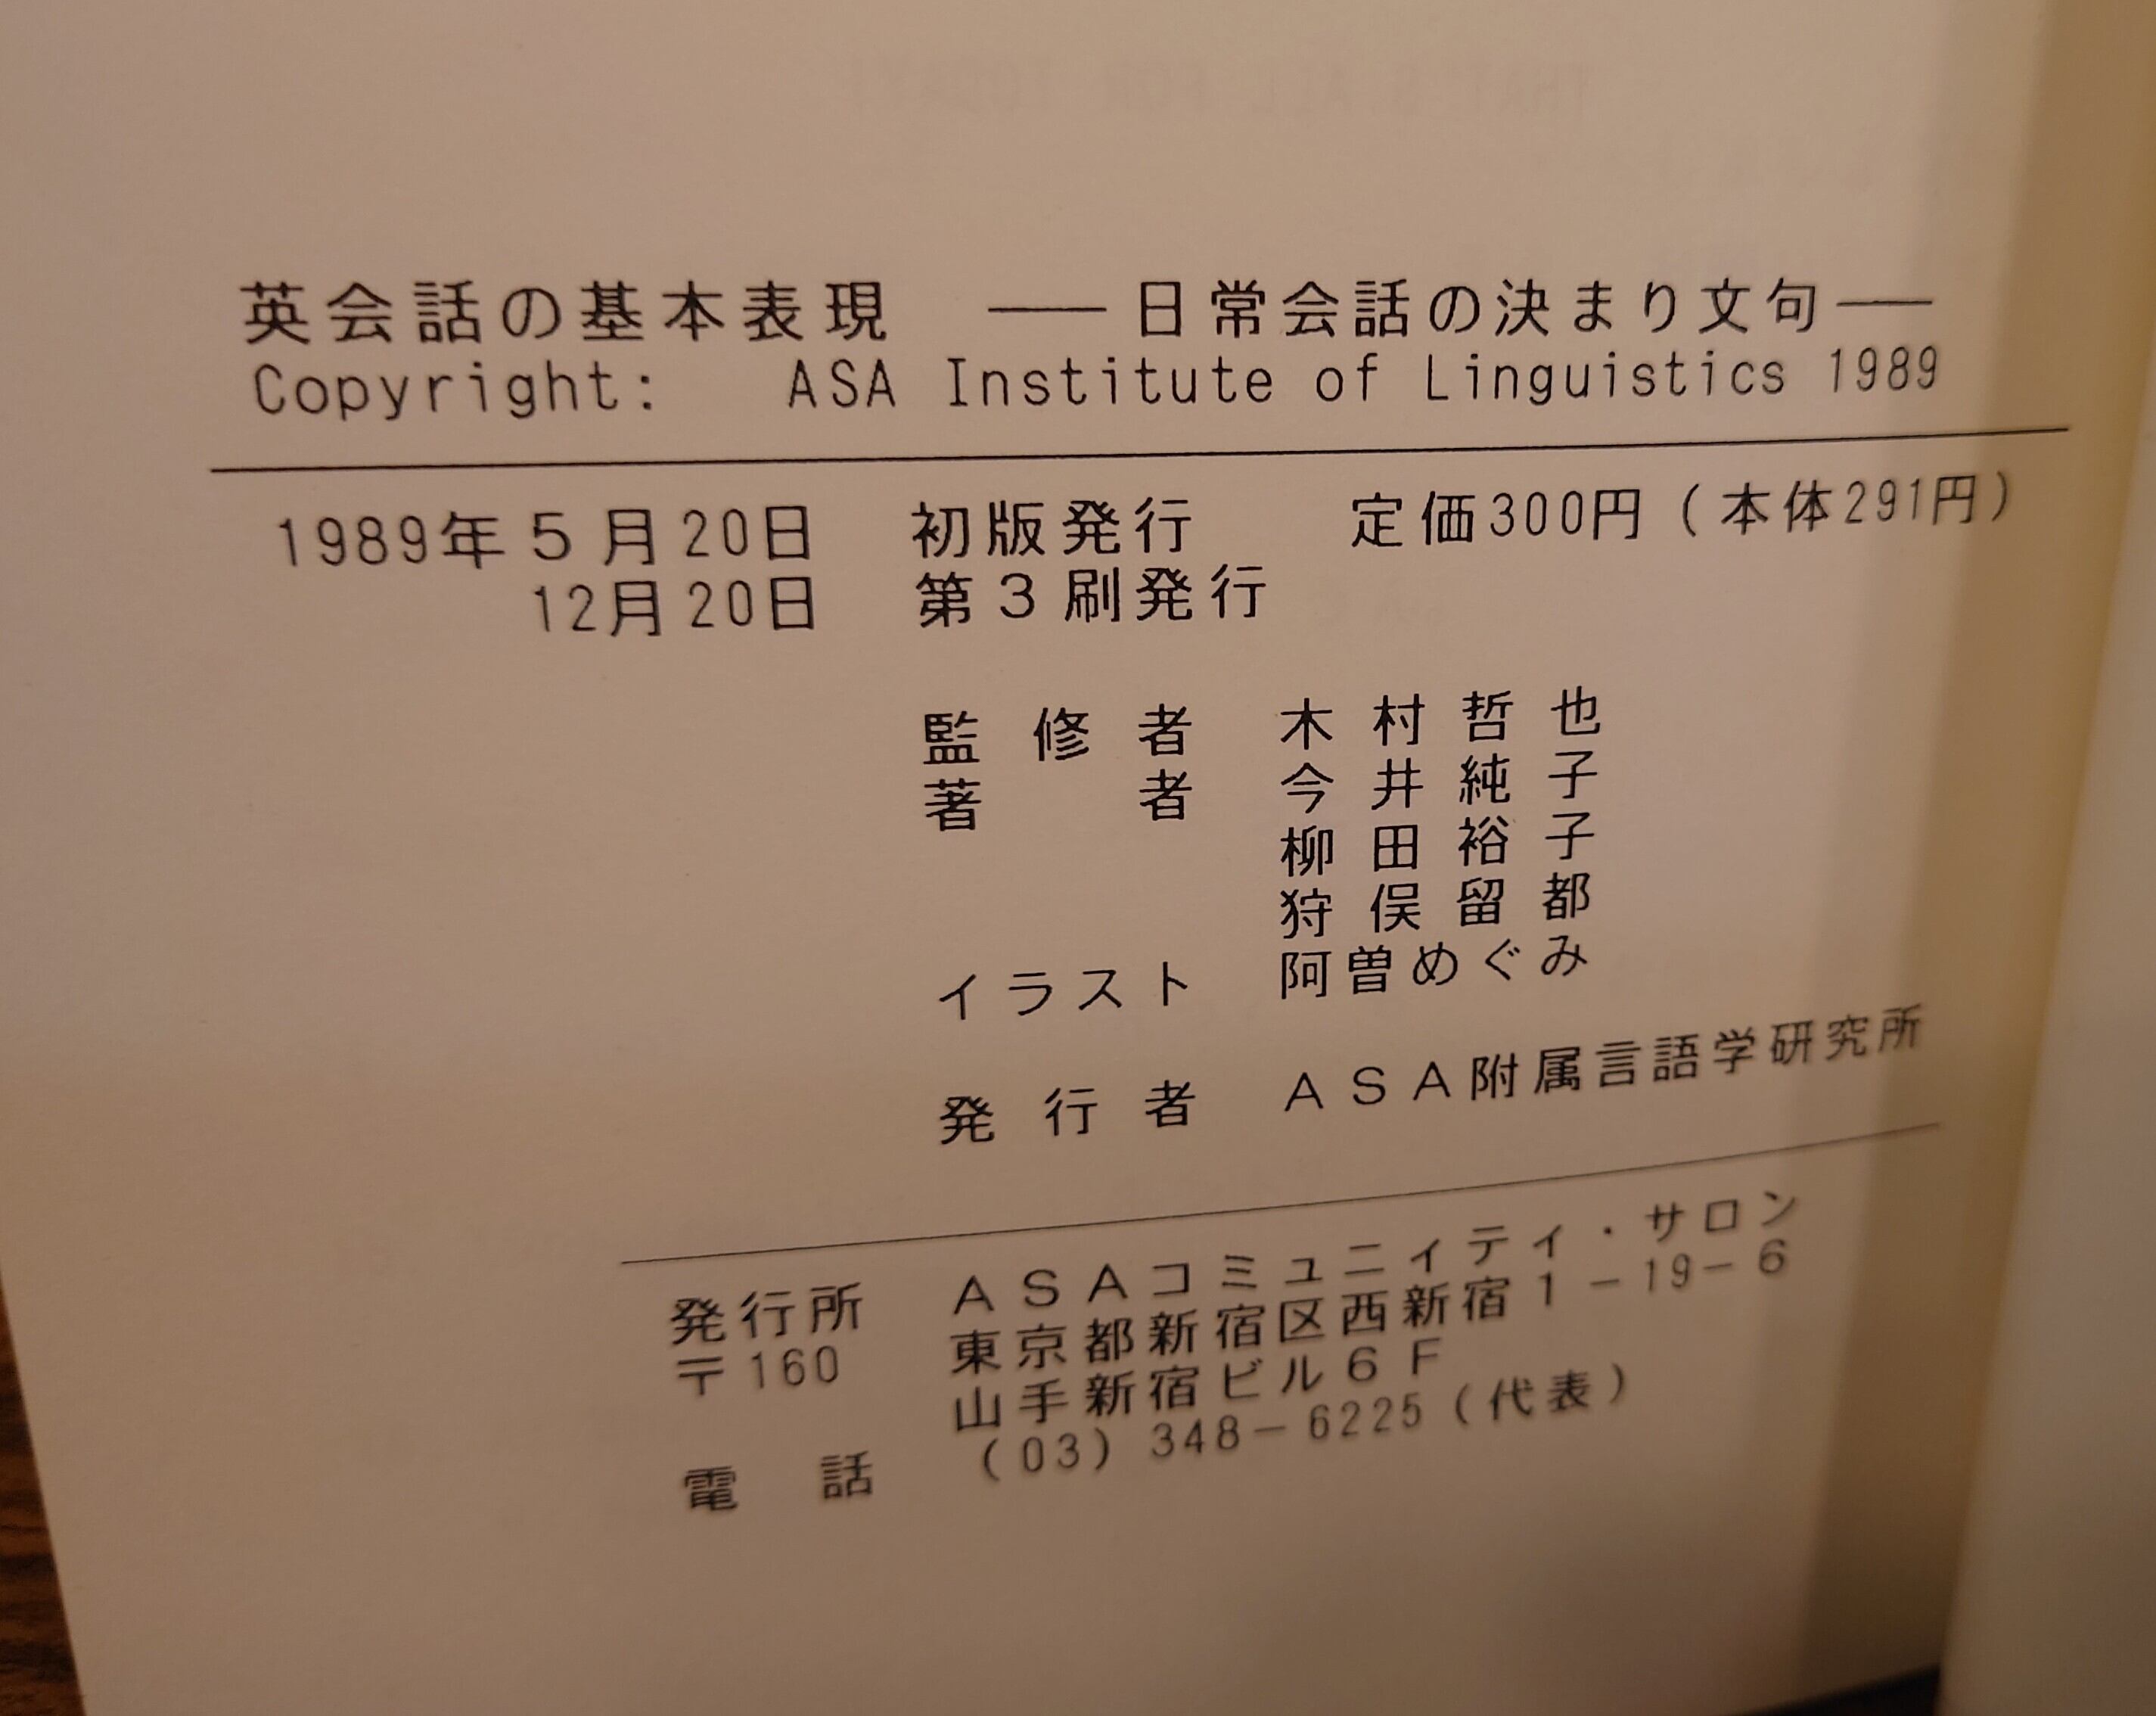 英会話の基本表現 ——日常会話の決まり文句——
Copyright: ASA Institute of Linguistics 1989
1989年5月20日 初版発行 定価300円(本体291円)
12月20日 第3刷発行
監修者 木村哲也
著者 今井純子
柳田裕子
狩俣留都
イラスト 阿曽めぐみ
発行者 ASA附属言語学研究所
発行所 ASAコミュニィティ・サロン
〒160 東京都新宿区西新宿1-19-6
山手新宿ビル6F
電話 (03)348-6225(代表)